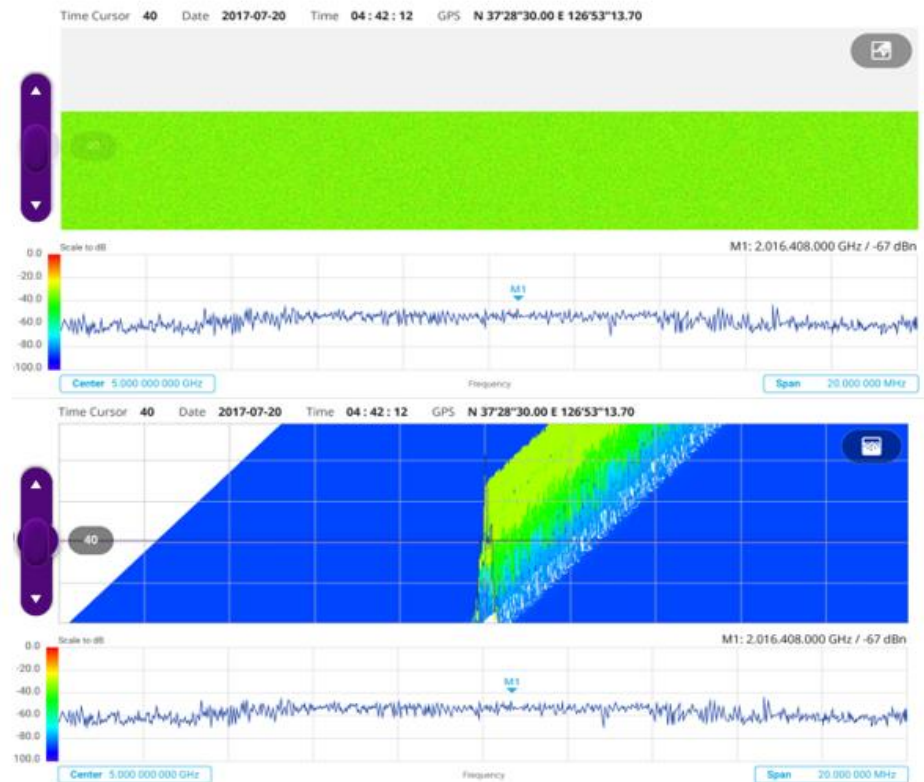 Time Cursor 40 Date 2017-07-20 Time 04 : 42 : 12 GPS N 37'28"30.00 E 126'53"13.70
40
Scale to dB
M1: 2.016.408.000 GHz / -67 dBn
0.0
-20.0
-40.0
-60.0
-80.0
-100.0
M1
Center 5.000 000 000 GHz
Frequency
Span 20.000 000 MHz
Time Cursor 40 Date 2017-07-20 Time 04 : 42 : 12 GPS N 37'28"30.00 E 126'53"13.70
40
Scale to dB
M1: 2.016.408.000 GHz / -67 dBn
0.0
-20.0
-40.0
-60.0
-80.0
100.0
M1
Center 5.000 000 000 GHz
Frequency
Span 20.000 000 MHz